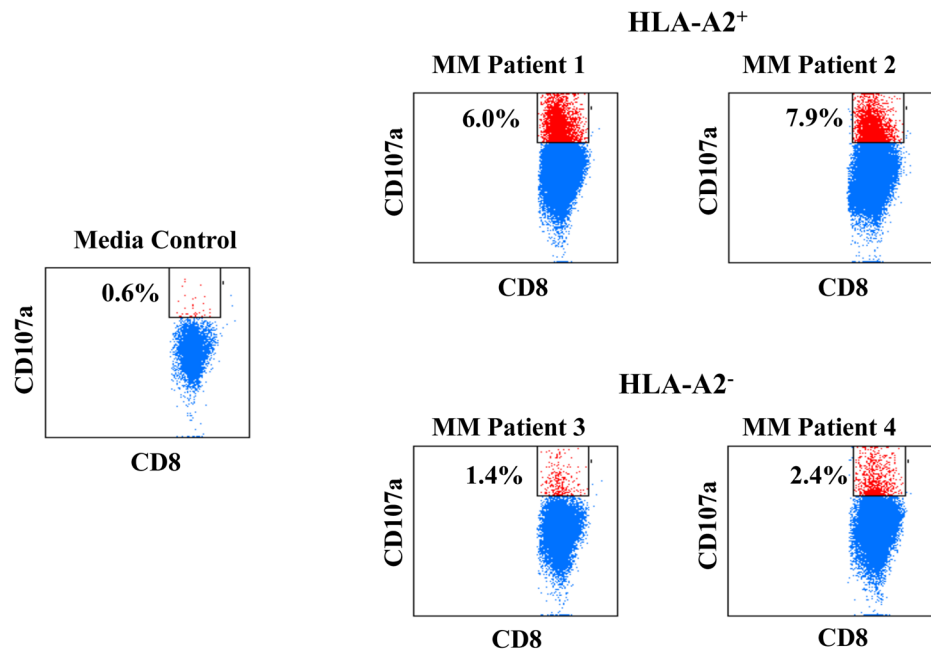 HLA-A2⁺
MM Patient 1
MM Patient 2
6.0%
7.9%
CD107a
CD107a
CD8
CD8
Media Control
0.6%
CD107a
CD8
HLA-A2⁻
MM Patient 3
MM Patient 4
1.4%
2.4%
CD107a
CD107a
CD8
CD8